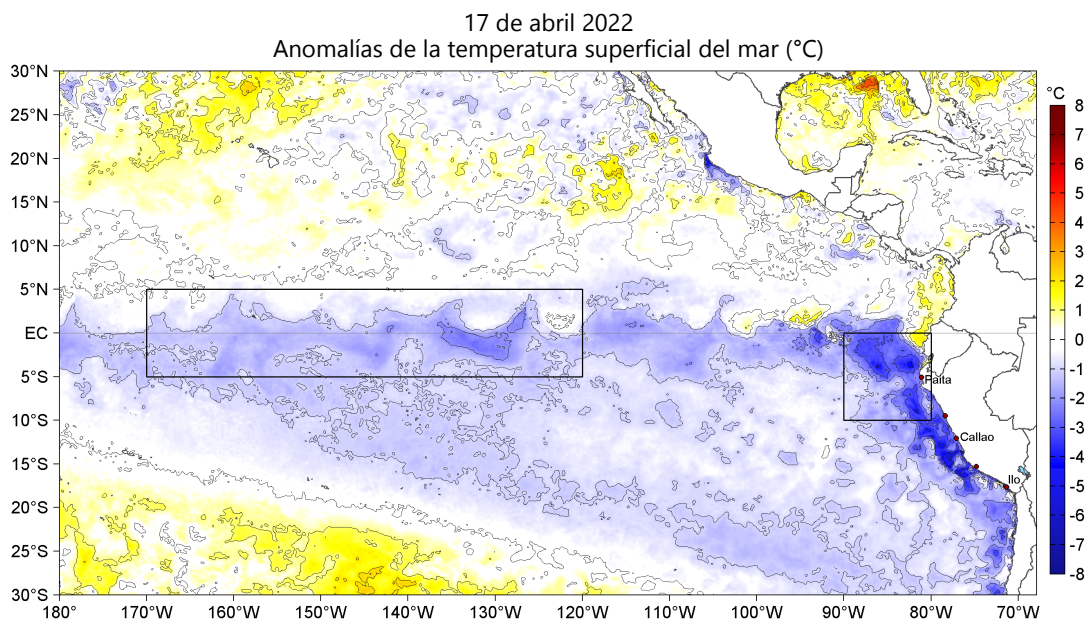 17 de abril 2022
Anomalías de la temperatura superficial del mar (°C)
30°N
25°N
20°N
15°N
10°N
5°N
EC
5°S
10°S
15°S
20°S
25°S
30°S
180
170°W
160°W
150°W
140°W
130°W
120°W
110°W
100°W
90°W
80°W
70°W
Paita
Callao
Ilo
°C
8
7
6
5
4
3
2
1
0
-1
-2
-3
-4
-5
-6
-7
-8